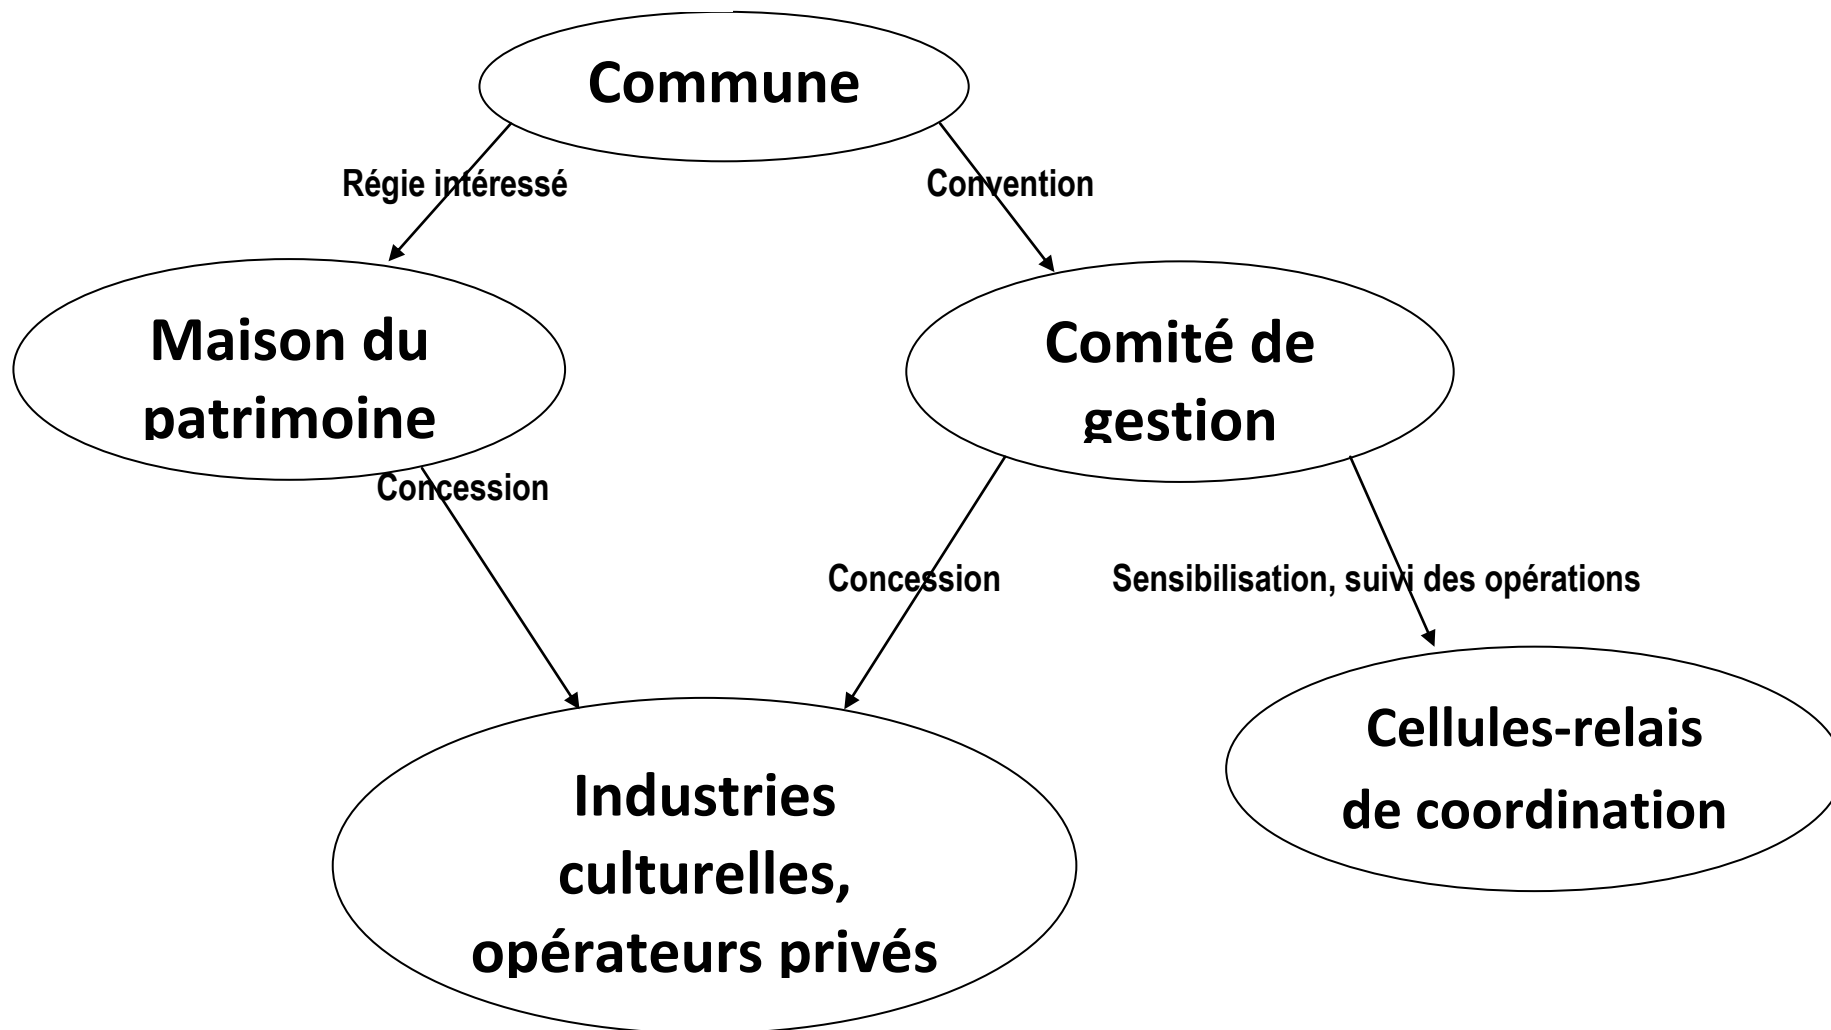 Commune
Régie intéressé
Convention
Maison du
patrimoine
Comité de
gestion
Concession
Concession
Sensibilisation, suivi des opérations
Cellules-relais
de coordination
Industries
culturelles,
opérateurs privés